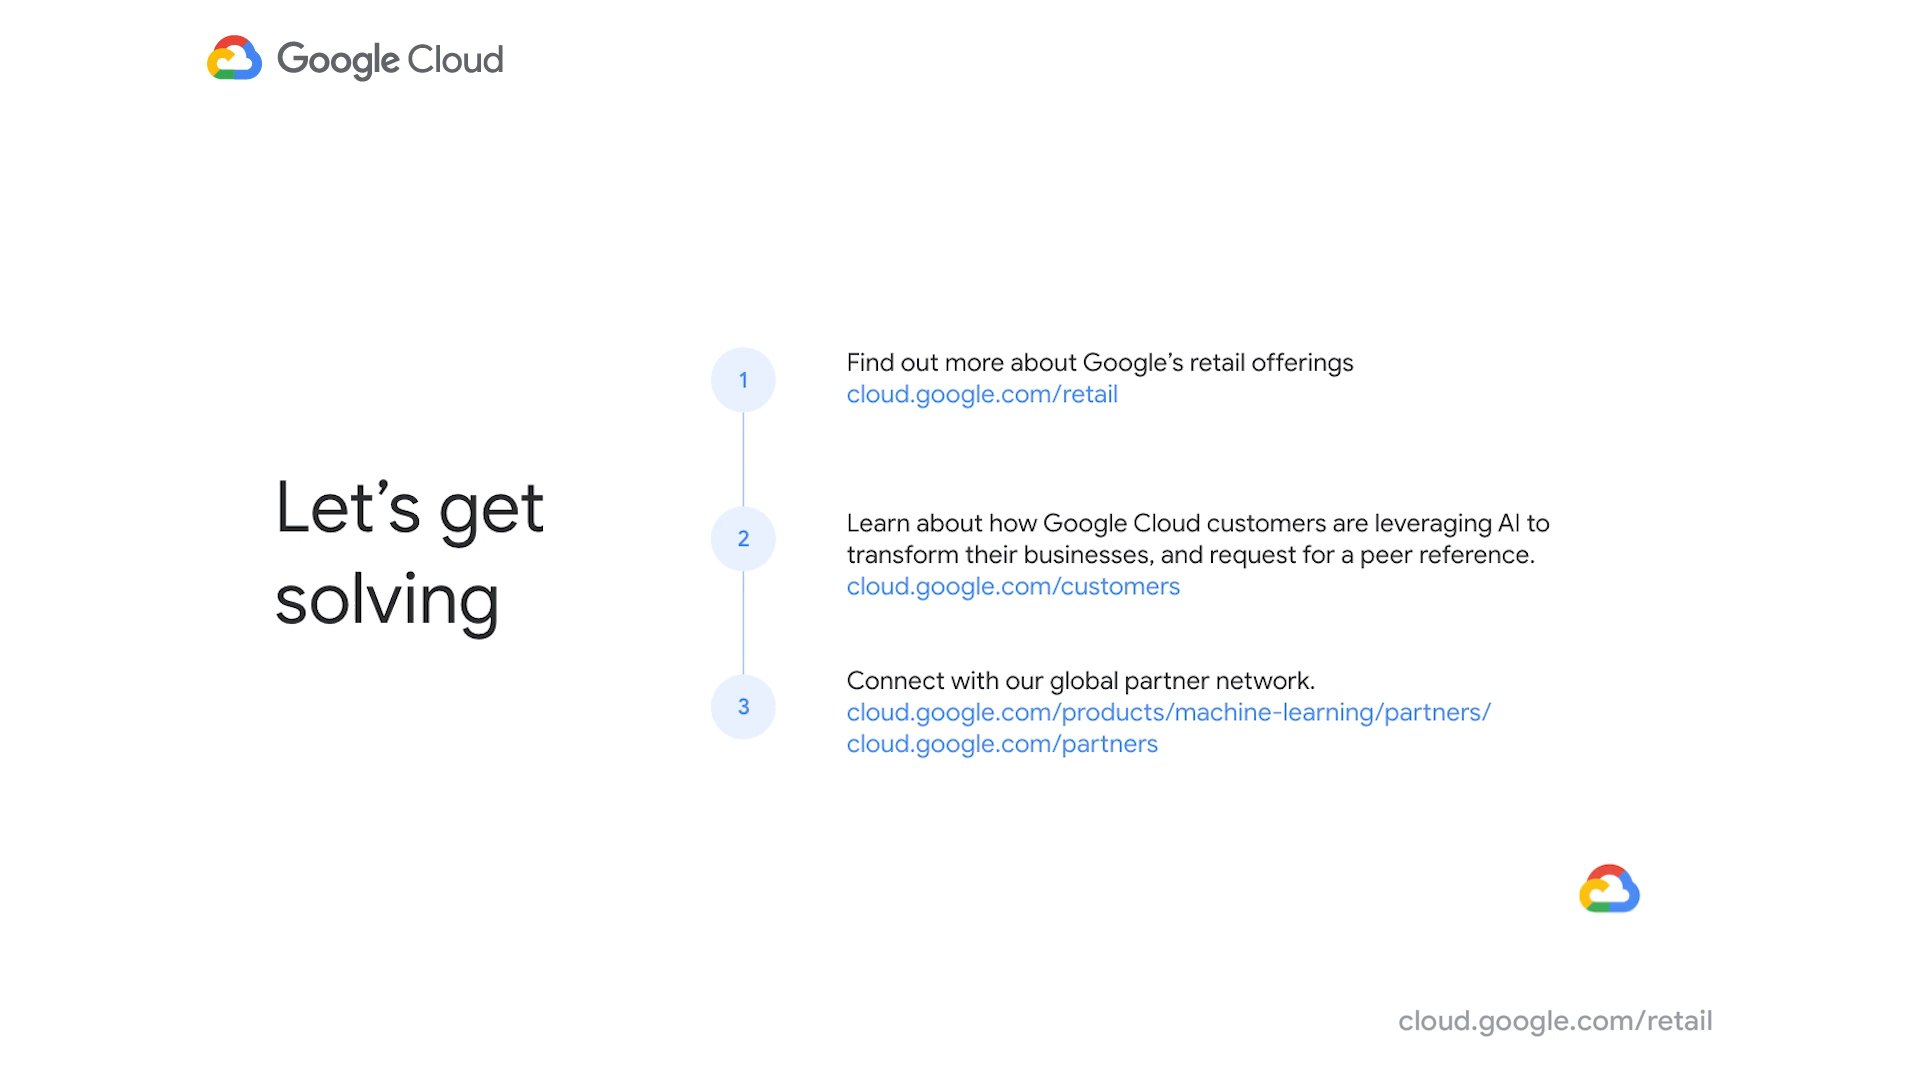 Google Cloud
Let’s get
solving
1
Find out more about Google’s retail offerings
cloud.google.com/retail
2
Learn about how Google Cloud customers are leveraging AI to
transform their businesses, and request for a peer reference.
cloud.google.com/customers
3
Connect with our global partner network.
cloud.google.com/products/machine-learning/partners/
cloud.google.com/partners
cloud.google.com/retail